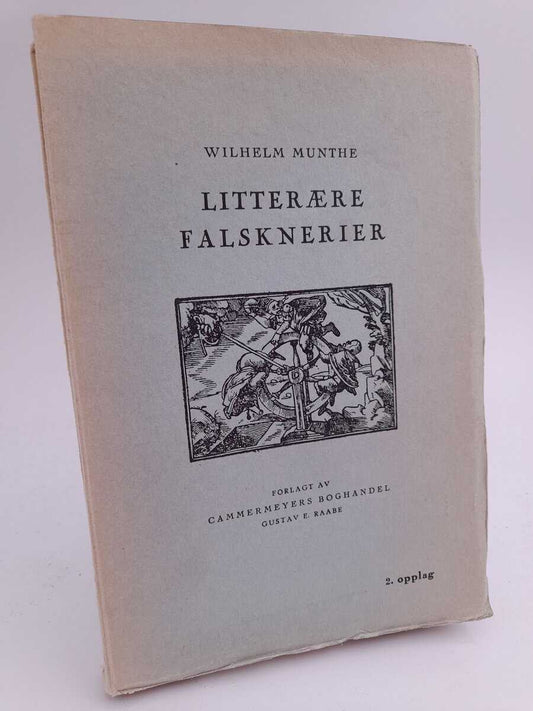 WILHELM MUNTHE
LITTERÆRE
FALSKNERIER
FORLAGT AV
CAMMERMEYERS BOGHANDEL
GUSTAV E. RAABE
2. opplag